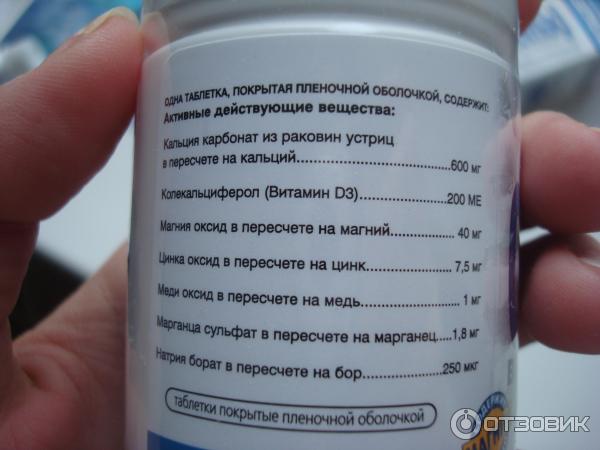 ОДНА ТАБЛЕТКА, ПОКРЫТАЯ ПЛЕНОЧНОЙ ОБОЛОЧКОЙ, СОДЕРЖИТ:
Активные действующие вещества:
Кальция карбонат из раковин устриц
в пересчете на кальций....................................600 мг
Колекальциферол (Витамин D3)...........................200 МЕ
Магния оксид в пересчете на магний............... 40 мг
Цинка оксид в пересчете на цинк..................... 7,5 мг
Меди оксид в пересчете на медь........................ 1 мг
Марганца сульфат в пересчете на марганец.....1,8 мг
Натрия борат в пересчете на бор.....................250 мкг
таблетки покрытые пленочной оболочкой
ОТЗОВИК